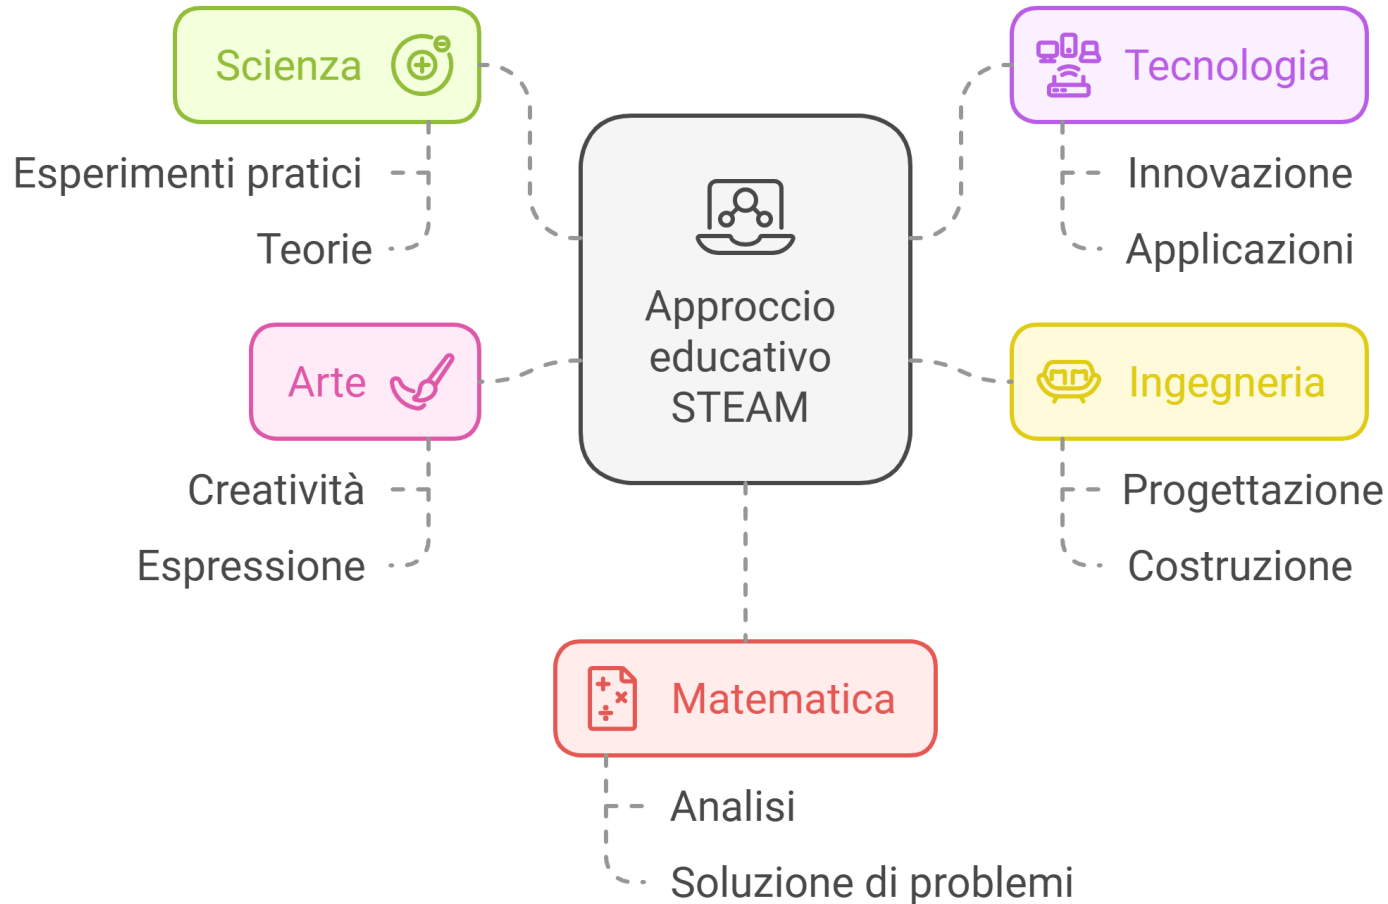 Scienza
Esperimenti pratici
Teorie
Tecnologia
Innovazione
Applicazioni
Approccio
educativo
STEAM
Arte
Creatività
Espressione
Ingegneria
Progettazione
Costruzione
Matematica
Analisi
Soluzione di problemi